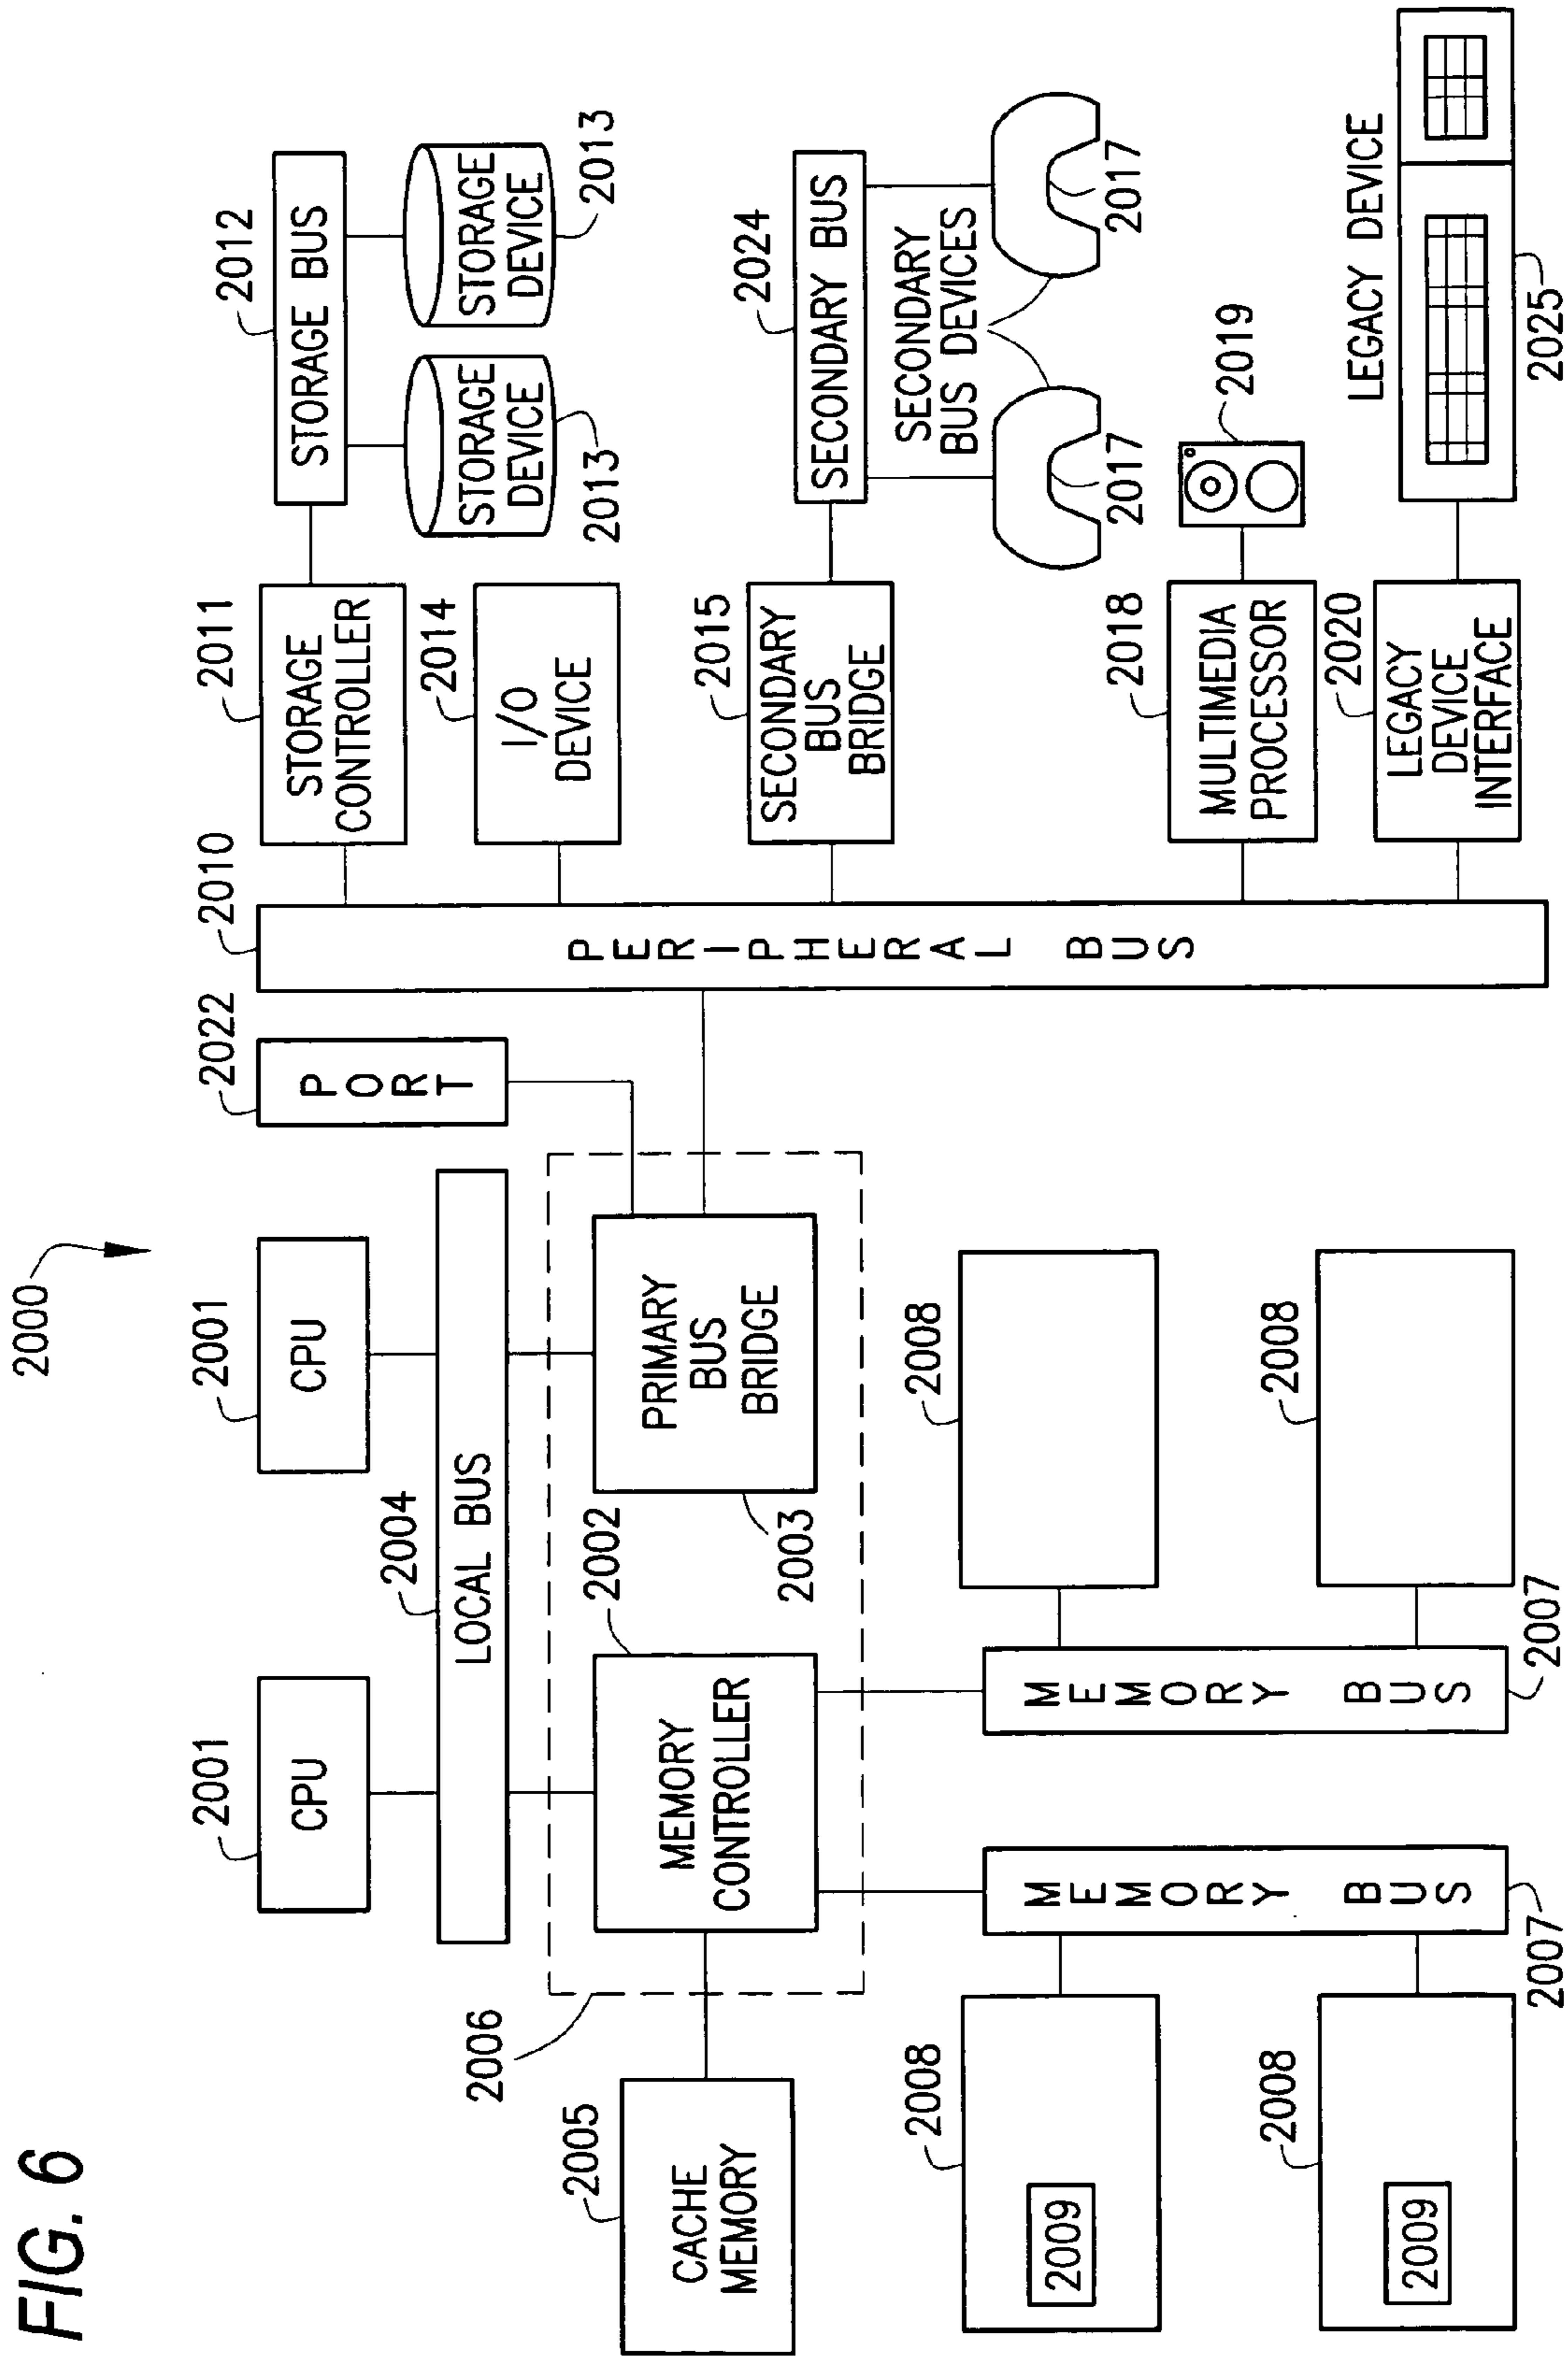 FIG. 6
2000
2001
CPU
2001
CPU
2004
LOCAL BUS
2022
PORT
2010
PERIPHERAL BUS
2006
2005
CACHE
MEMORY
2002
MEMORY
CONTROLLER
PRIMARY
BUS
BRIDGE
2003
2008
2009
2008
2009
MEMORY BUS
2007
MEMORY BUS
2007
2008
2008
2011
STORAGE
CONTROLLER
2012
STORAGE BUS
STORAGE
DEVICE
2013
STORAGE
DEVICE
2013
2014
I/O
DEVICE
2015
SECONDARY
BUS
BRIDGE
2024
SECONDARY BUS
SECONDARY
BUS DEVICES
2017
2017
2018
MULTIMEDIA
PROCESSOR
2019
2020
LEGACY
DEVICE
INTERFACE
LEGACY DEVICE
2025